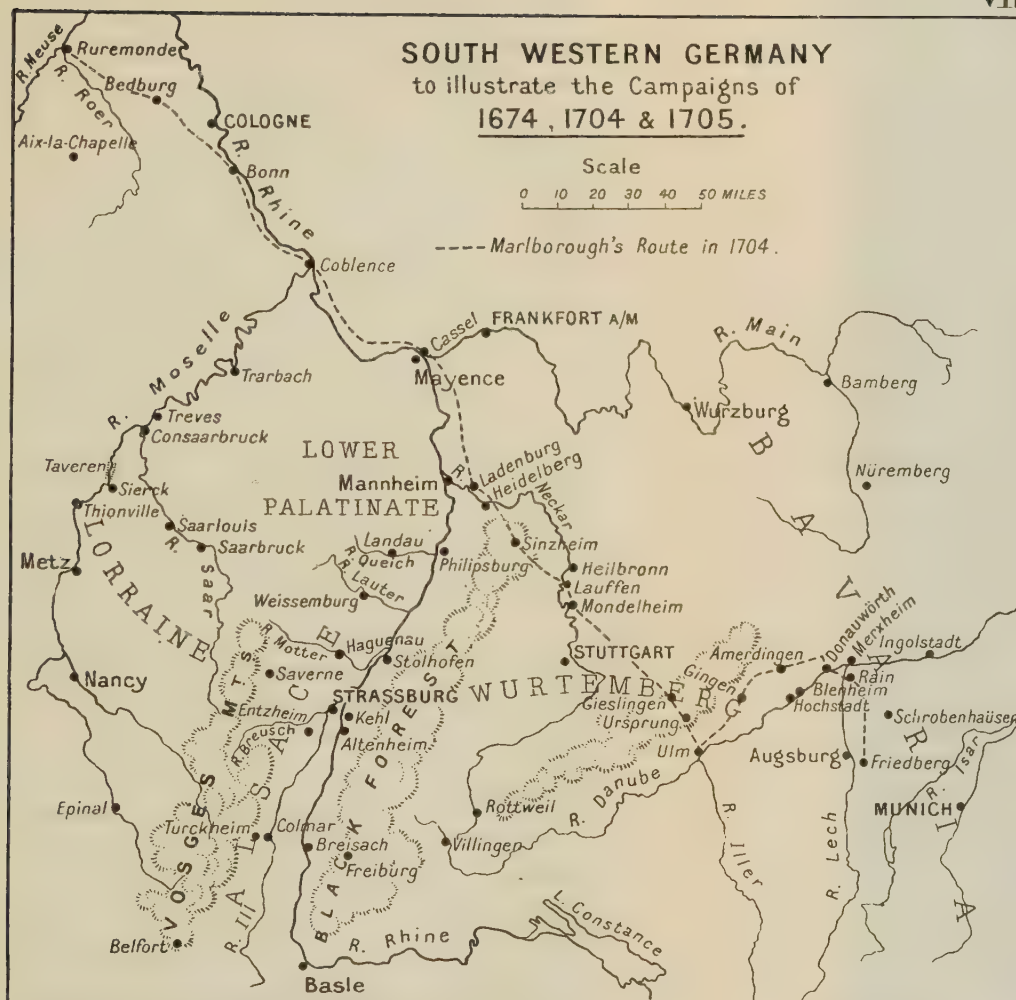 SOUTH WESTERN GERMANY
to illustrate the Campaigns of
1674, 1704 & 1705.
Scale
0 10 20 30 40 50 MILES
Marlborough's Route in 1704.
R. Meuse
Ruremonde
R. Roer
Bedburg
COLOGNE
Aix-la-Chapelle
R. Rhine
Bonn
Coblence
R. Moselle
Cassel
FRANKFORT A/M
Mayence
R. Main
Bamberg
Trarbach
Wurzburg
Treves
Consaarbruck
LOWER
PALATINATE
Taveren
Sierck
Thionville
Mannheim
R. Neckar
Ladenburg
Heidelberg
Nüremberg
BAVARIA
LORRAINE
Saarlouis
R. Saar
Saarbruck
Landau
R. Queich
R. Lauter
Philipsburg
Sinzheim
Heilbronn
Lauffen
Mondelheim
Metz
Weissemburg
R. Motter
Haguenau
Stolhofen
STUTTGART
Amerdingen
Donauwörth
Merxheim
Ingolstadt
Nancy
Saverne
STRASSBURG
WURTEMBERG
Gingen
Gieslingen
Ursprung
Rain
Blenheim
Hochstadt
Schrobenhausen
Entzheim
R. Breusch
Kehl
Altenheim
Ulm
Augsburg
Friedberg
R. Isar
VOSGES MTS
ALSACE
BLACK FOREST
Epinal
Rottweil
R. Danube
MUNICH
Turckheim
Colmar
Breisach
Freiburg
Villingen
R. Iller
R. Lech
Belfort
R. Ill
R. Rhine
L. Constance
Basle